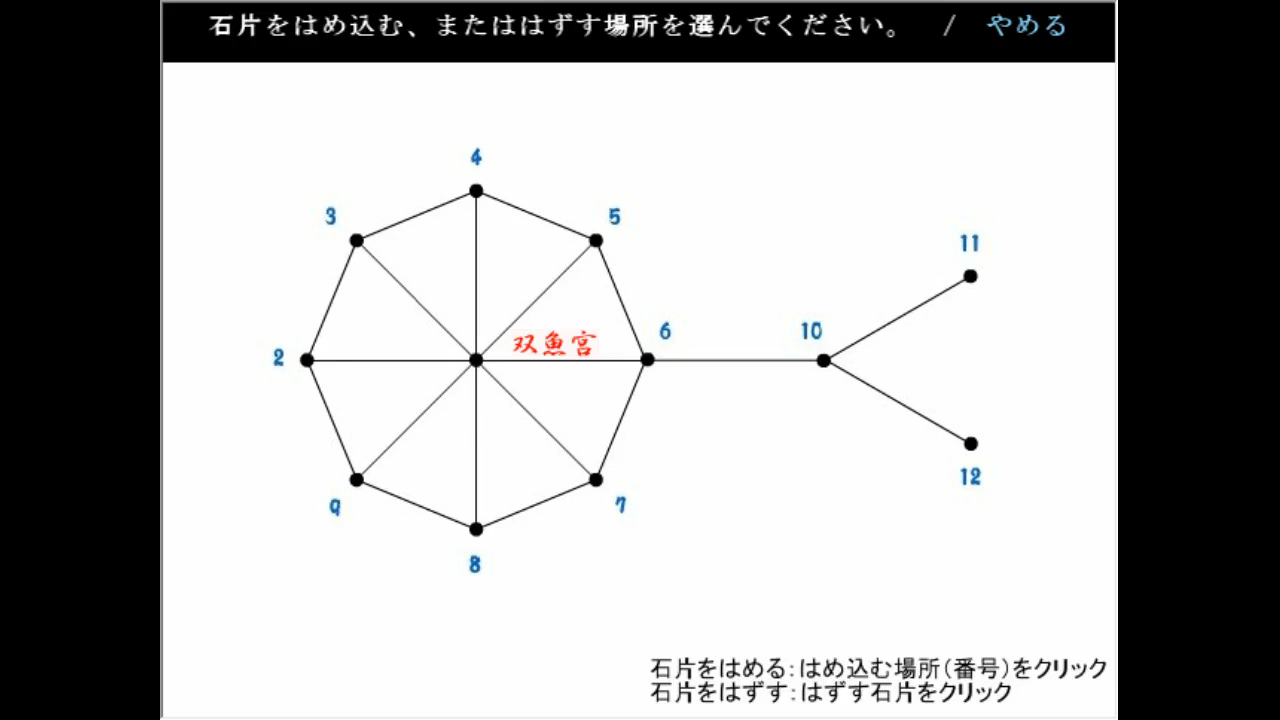 石片をはめ込む、またははずす場所を選んでください。 / やめる
4
3
5
11
双魚宮
6
10
2
12
9
7
8
石片をはめる：はめ込む場所（番号）をクリック
石片をはずす：はずす石片をクリック